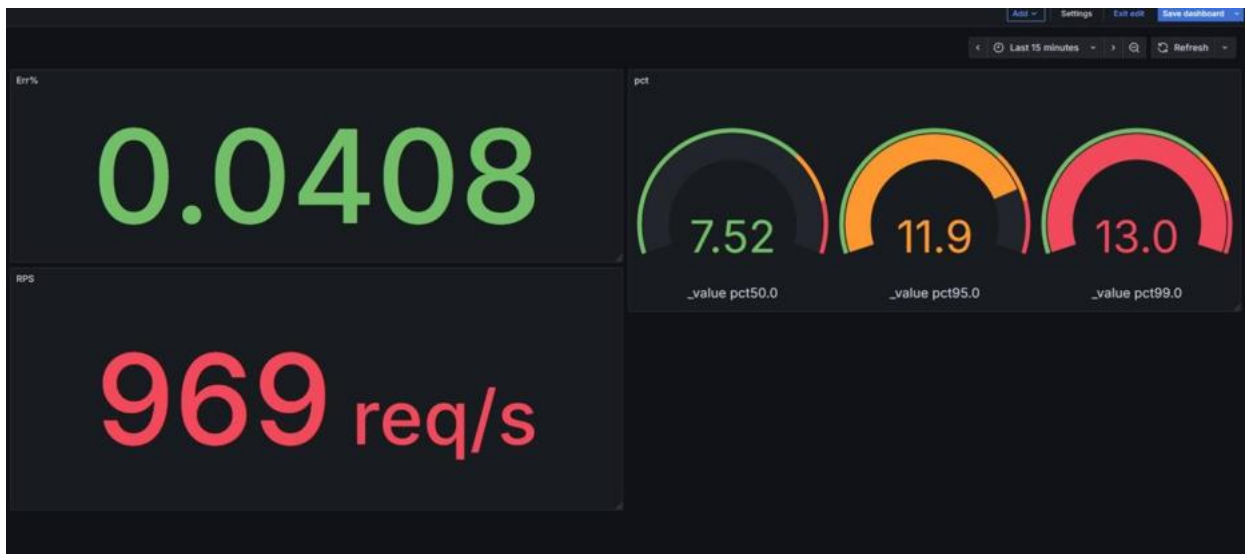 Add Settings Exit edit Save dashboard
Last 15 minutes Refresh
Err%
0.0408
RPS
969 req/s
pct
7.52 11.9 13.0
_value pct50.0 _value pct95.0 _value pct99.0